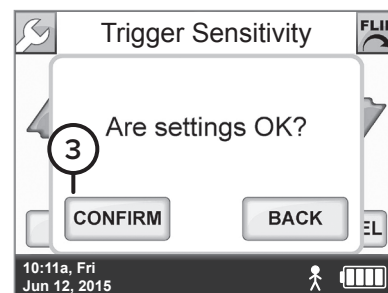 Trigger Sensitivity
Are settings OK?
3
CONFIRM
BACK
10:11a, Fri
Jun 12, 2015